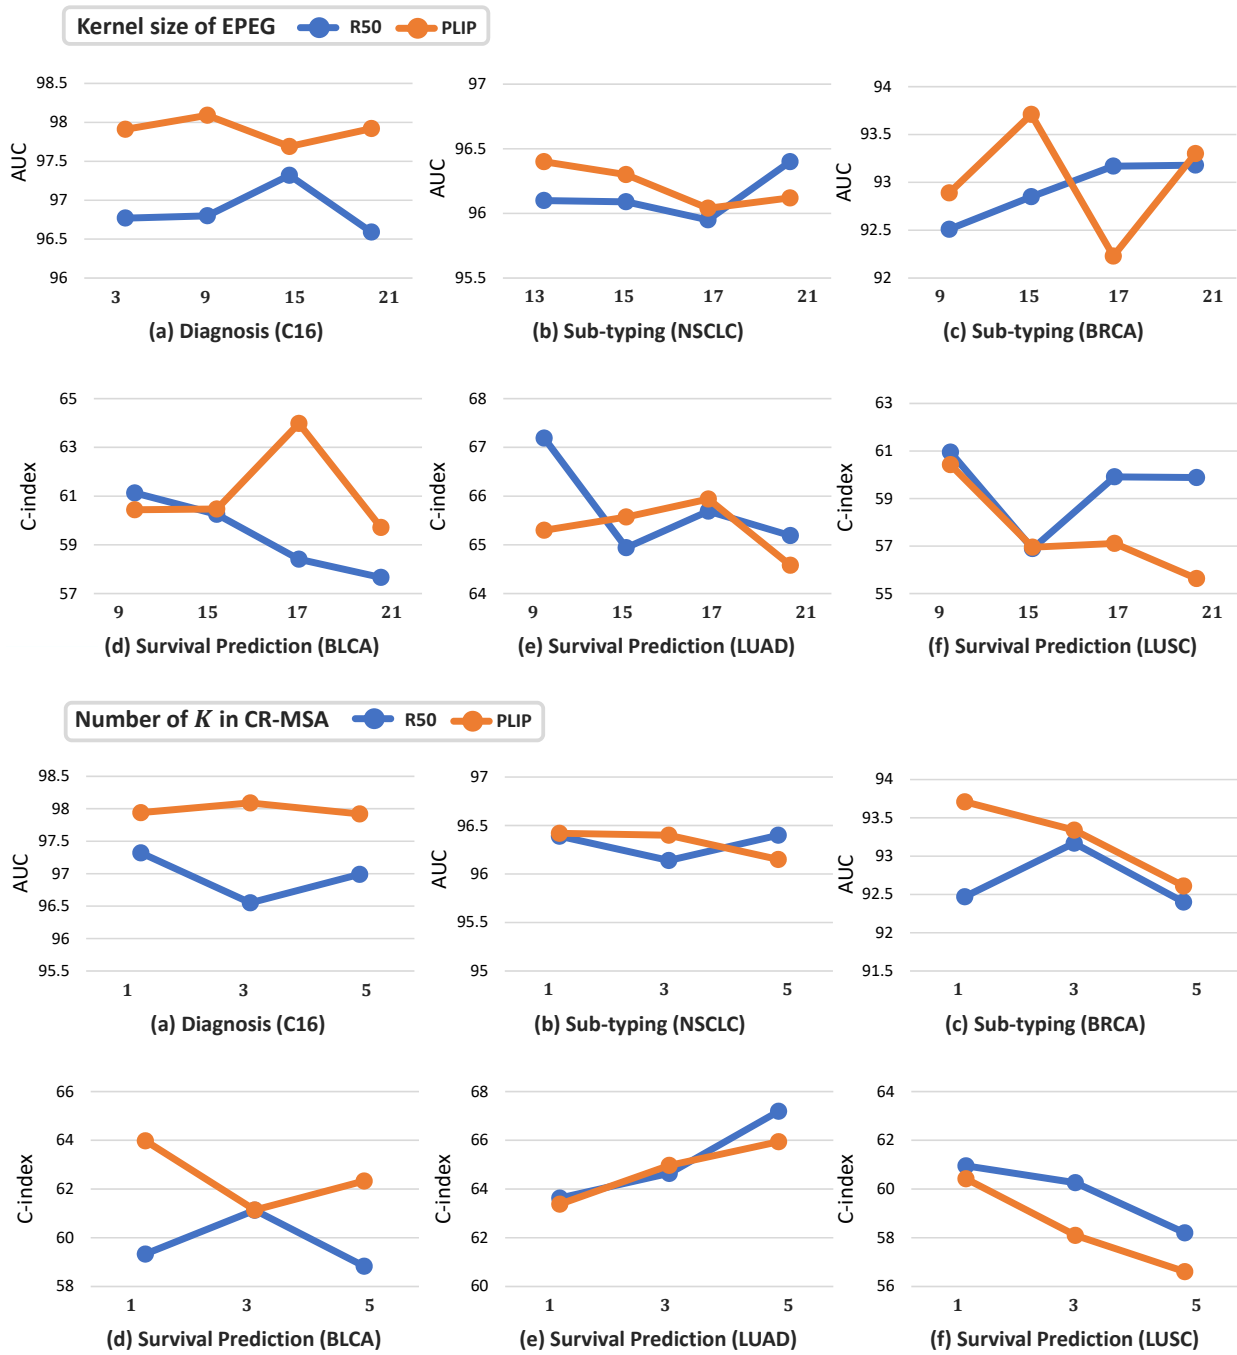 Kernel size of EPEG R50 PLIP
98.5
98
97.5
97
96.5
96
AUC
3 9 15 21
(a) Diagnosis (C16)
97
96.5
96
95.5
AUC
13 15 17 21
(b) Sub-typing (NSCLC)
94
93.5
93
92.5
92
AUC
9 15 17 21
(c) Sub-typing (BRCA)
65
63
61
59
57
C-index
9 15 17 21
(d) Survival Prediction (BLCA)
68
67
66
65
64
C-index
9 15 17 21
(e) Survival Prediction (LUAD)
63
61
59
57
55
C-index
9 15 17 21
(f) Survival Prediction (LUSC)
Number of K in CR-MSA R50 PLIP
98.5
98
97.5
97
96.5
96
95.5
AUC
1 3 5
(a) Diagnosis (C16)
97
96.5
96
95.5
95
AUC
1 3 5
(b) Sub-typing (NSCLC)
94
93.5
93
92.5
92
91.5
AUC
1 3 5
(c) Sub-typing (BRCA)
66
64
62
60
58
C-index
1 3 5
(d) Survival Prediction (BLCA)
68
66
64
62
60
C-index
1 3 5
(e) Survival Prediction (LUAD)
64
62
60
58
56
C-index
1 3 5
(f) Survival Prediction (LUSC)